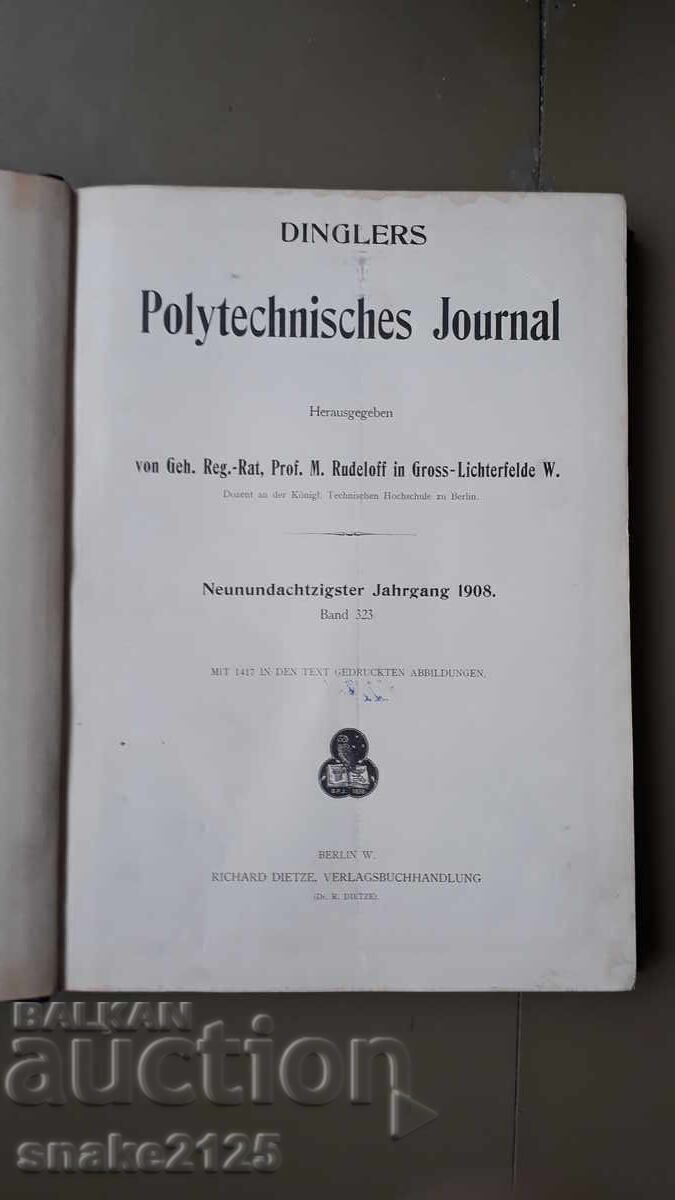 DINGLERS
Polytechnisches Journal
Herausgegeben
von Geh. Reg.-Rat, Prof. M. Rudeloff in Gross-Lichterfelde W.
Dozent an der Königl. Technischen Hochschule zu Berlin.
Neunundachtzigster Jahrgang 1908.
Band 323
MIT 1417 IN DEN TEXT GEDRUCKTEN ABBILDUNGEN.
BERLIN W.
RICHARD DIETZE, VERLAGSBUCHHANDLUNG
(Dr. R. DIETZE).
BALKAN
auction
snake2125